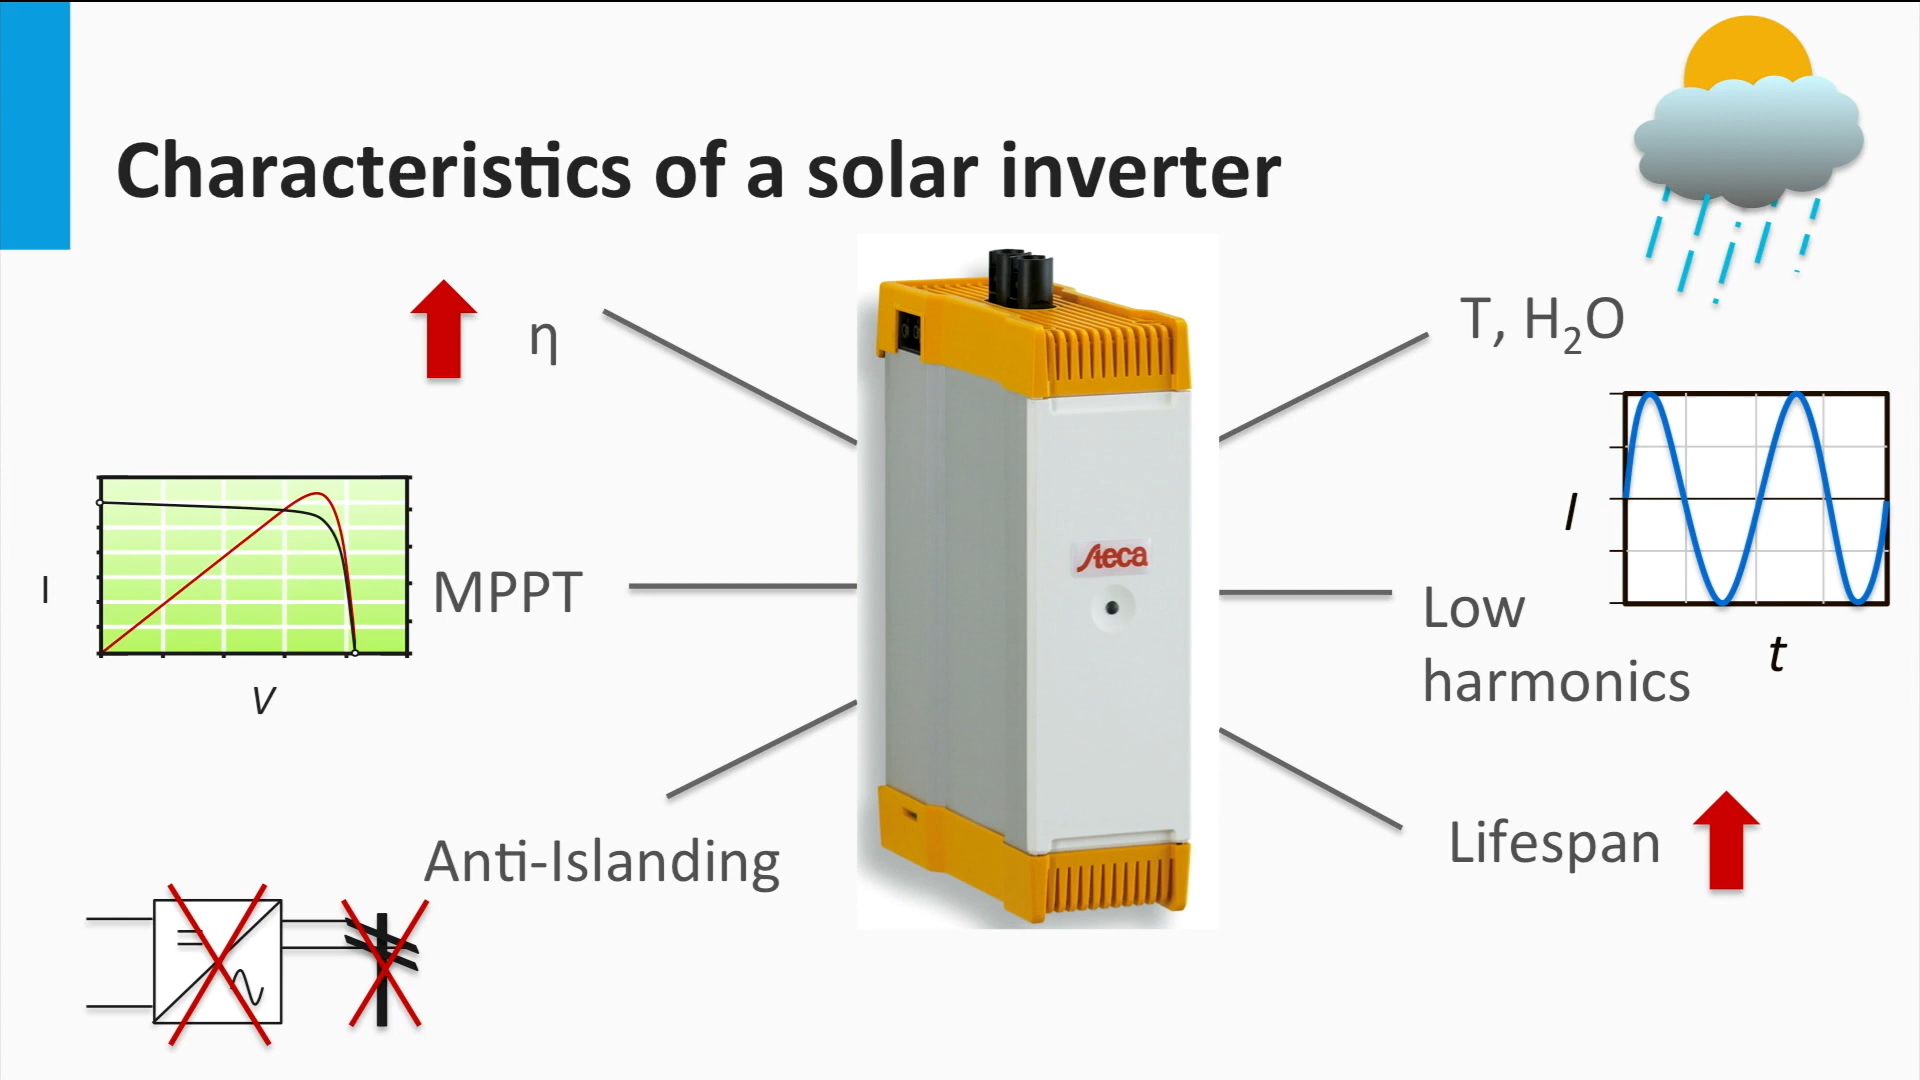 Characteristics of a solar inverter
η
T, H₂O
I
MPPT
V
Steca
I
t
Low
harmonics
Anti-Islanding
Lifespan